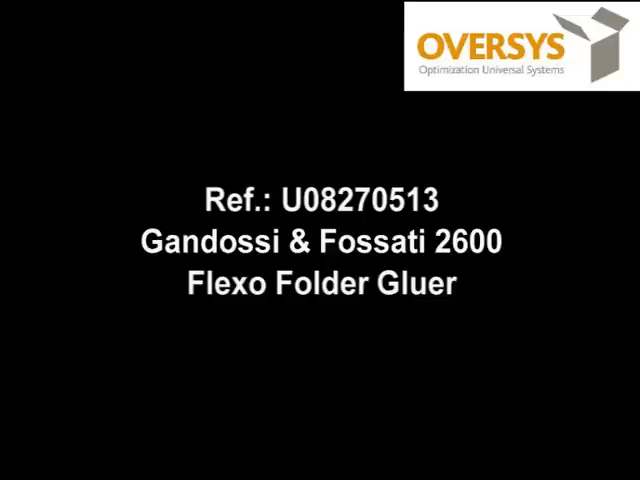 OVERSYS
Optimization Universal Systems
Ref.: U08270513
Gandossi & Fossati 2600
Flexo Folder Gluer